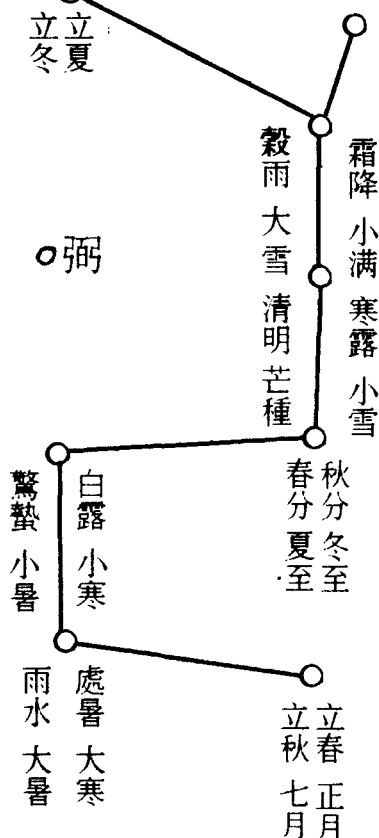 立夏
立冬
霜降 小满 寒露 小雪
穀雨 大雪 清明 芒種
弼
秋分 冬至
春分 夏至
白露 小寒
驚蟄 小暑
處暑 大寒
雨水 大暑
立春 正月
立秋 七月